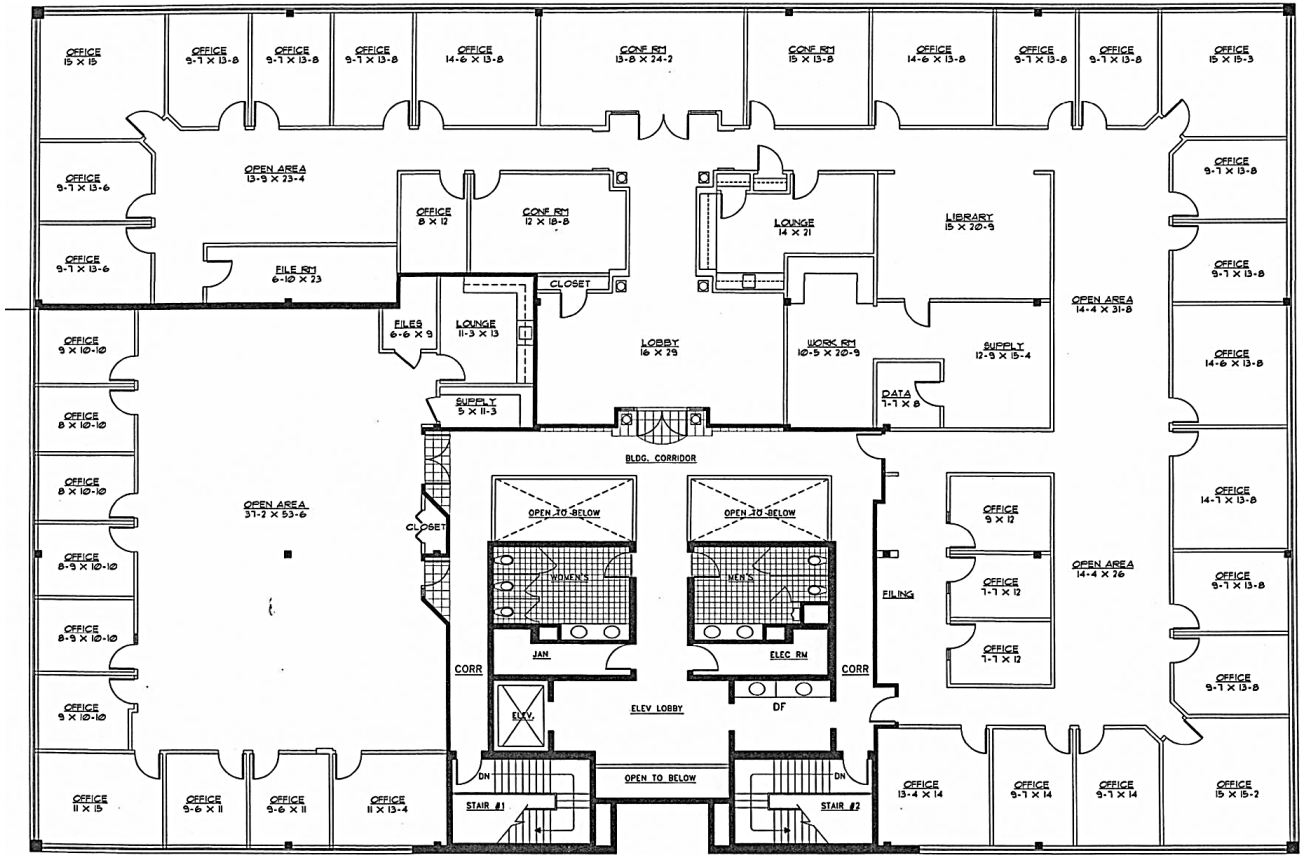 OFFICE
15 X 15
OFFICE
9-7 X 13-8
OFFICE
9-7 X 13-8
OFFICE
9-7 X 13-8
OFFICE
14-6 X 13-8
CONF RM
13-8 X 24-2
CONF RM
15 X 13-8
OFFICE
14-6 X 13-8
OFFICE
9-7 X 13-8
OFFICE
9-7 X 13-8
OFFICE
15 X 15-3
OFFICE
9-7 X 13-6
OPEN AREA
13-9 X 23-4
OFFICE
9-7 X 13-8
OFFICE
8 X 12
CONF RM
12 X 18-8
LOUNGE
14 X 21
LIBRARY
15 X 20-9
OFFICE
9-7 X 13-6
FILE RM
6-10 X 23
OFFICE
9-7 X 13-8
CLOSET
OPEN AREA
14-4 X 31-8
FILES
6-6 X 9
LOUNGE
11-3 X 13
OFFICE
9 X 10-10
LOBBY
16 X 29
WORK RM
10-5 X 20-9
SUPPLY
12-9 X 15-4
OFFICE
14-6 X 13-8
DATA
7-7 X 8
SUPPLY
5 X 11-3
OFFICE
8 X 10-10
BLDG. CORRIDOR
OFFICE
8 X 10-10
OFFICE
14-7 X 13-8
OPEN AREA
37-2 X 53-6
CLOSET
OPEN TO BELOW
OPEN TO BELOW
OFFICE
9 X 12
OFFICE
8-9 X 10-10
WOMEN'S
MEN'S
OPEN AREA
14-4 X 26
OFFICE
9-7 X 13-8
OFFICE
7-7 X 12
FILING
OFFICE
8-9 X 10-10
JAN
ELEC RM
OFFICE
7-7 X 12
CORR
CORR
OFFICE
9-7 X 13-8
OFFICE
9 X 10-10
ELEV.
ELEV LOBBY
DF
OFFICE
11 X 15
OFFICE
9-6 X 11
OFFICE
9-6 X 11
OFFICE
11 X 13-4
DN
OPEN TO BELOW
DN
STAIR #1
STAIR #2
OFFICE
13-4 X 14
OFFICE
9-7 X 14
OFFICE
9-7 X 14
OFFICE
15 X 15-2